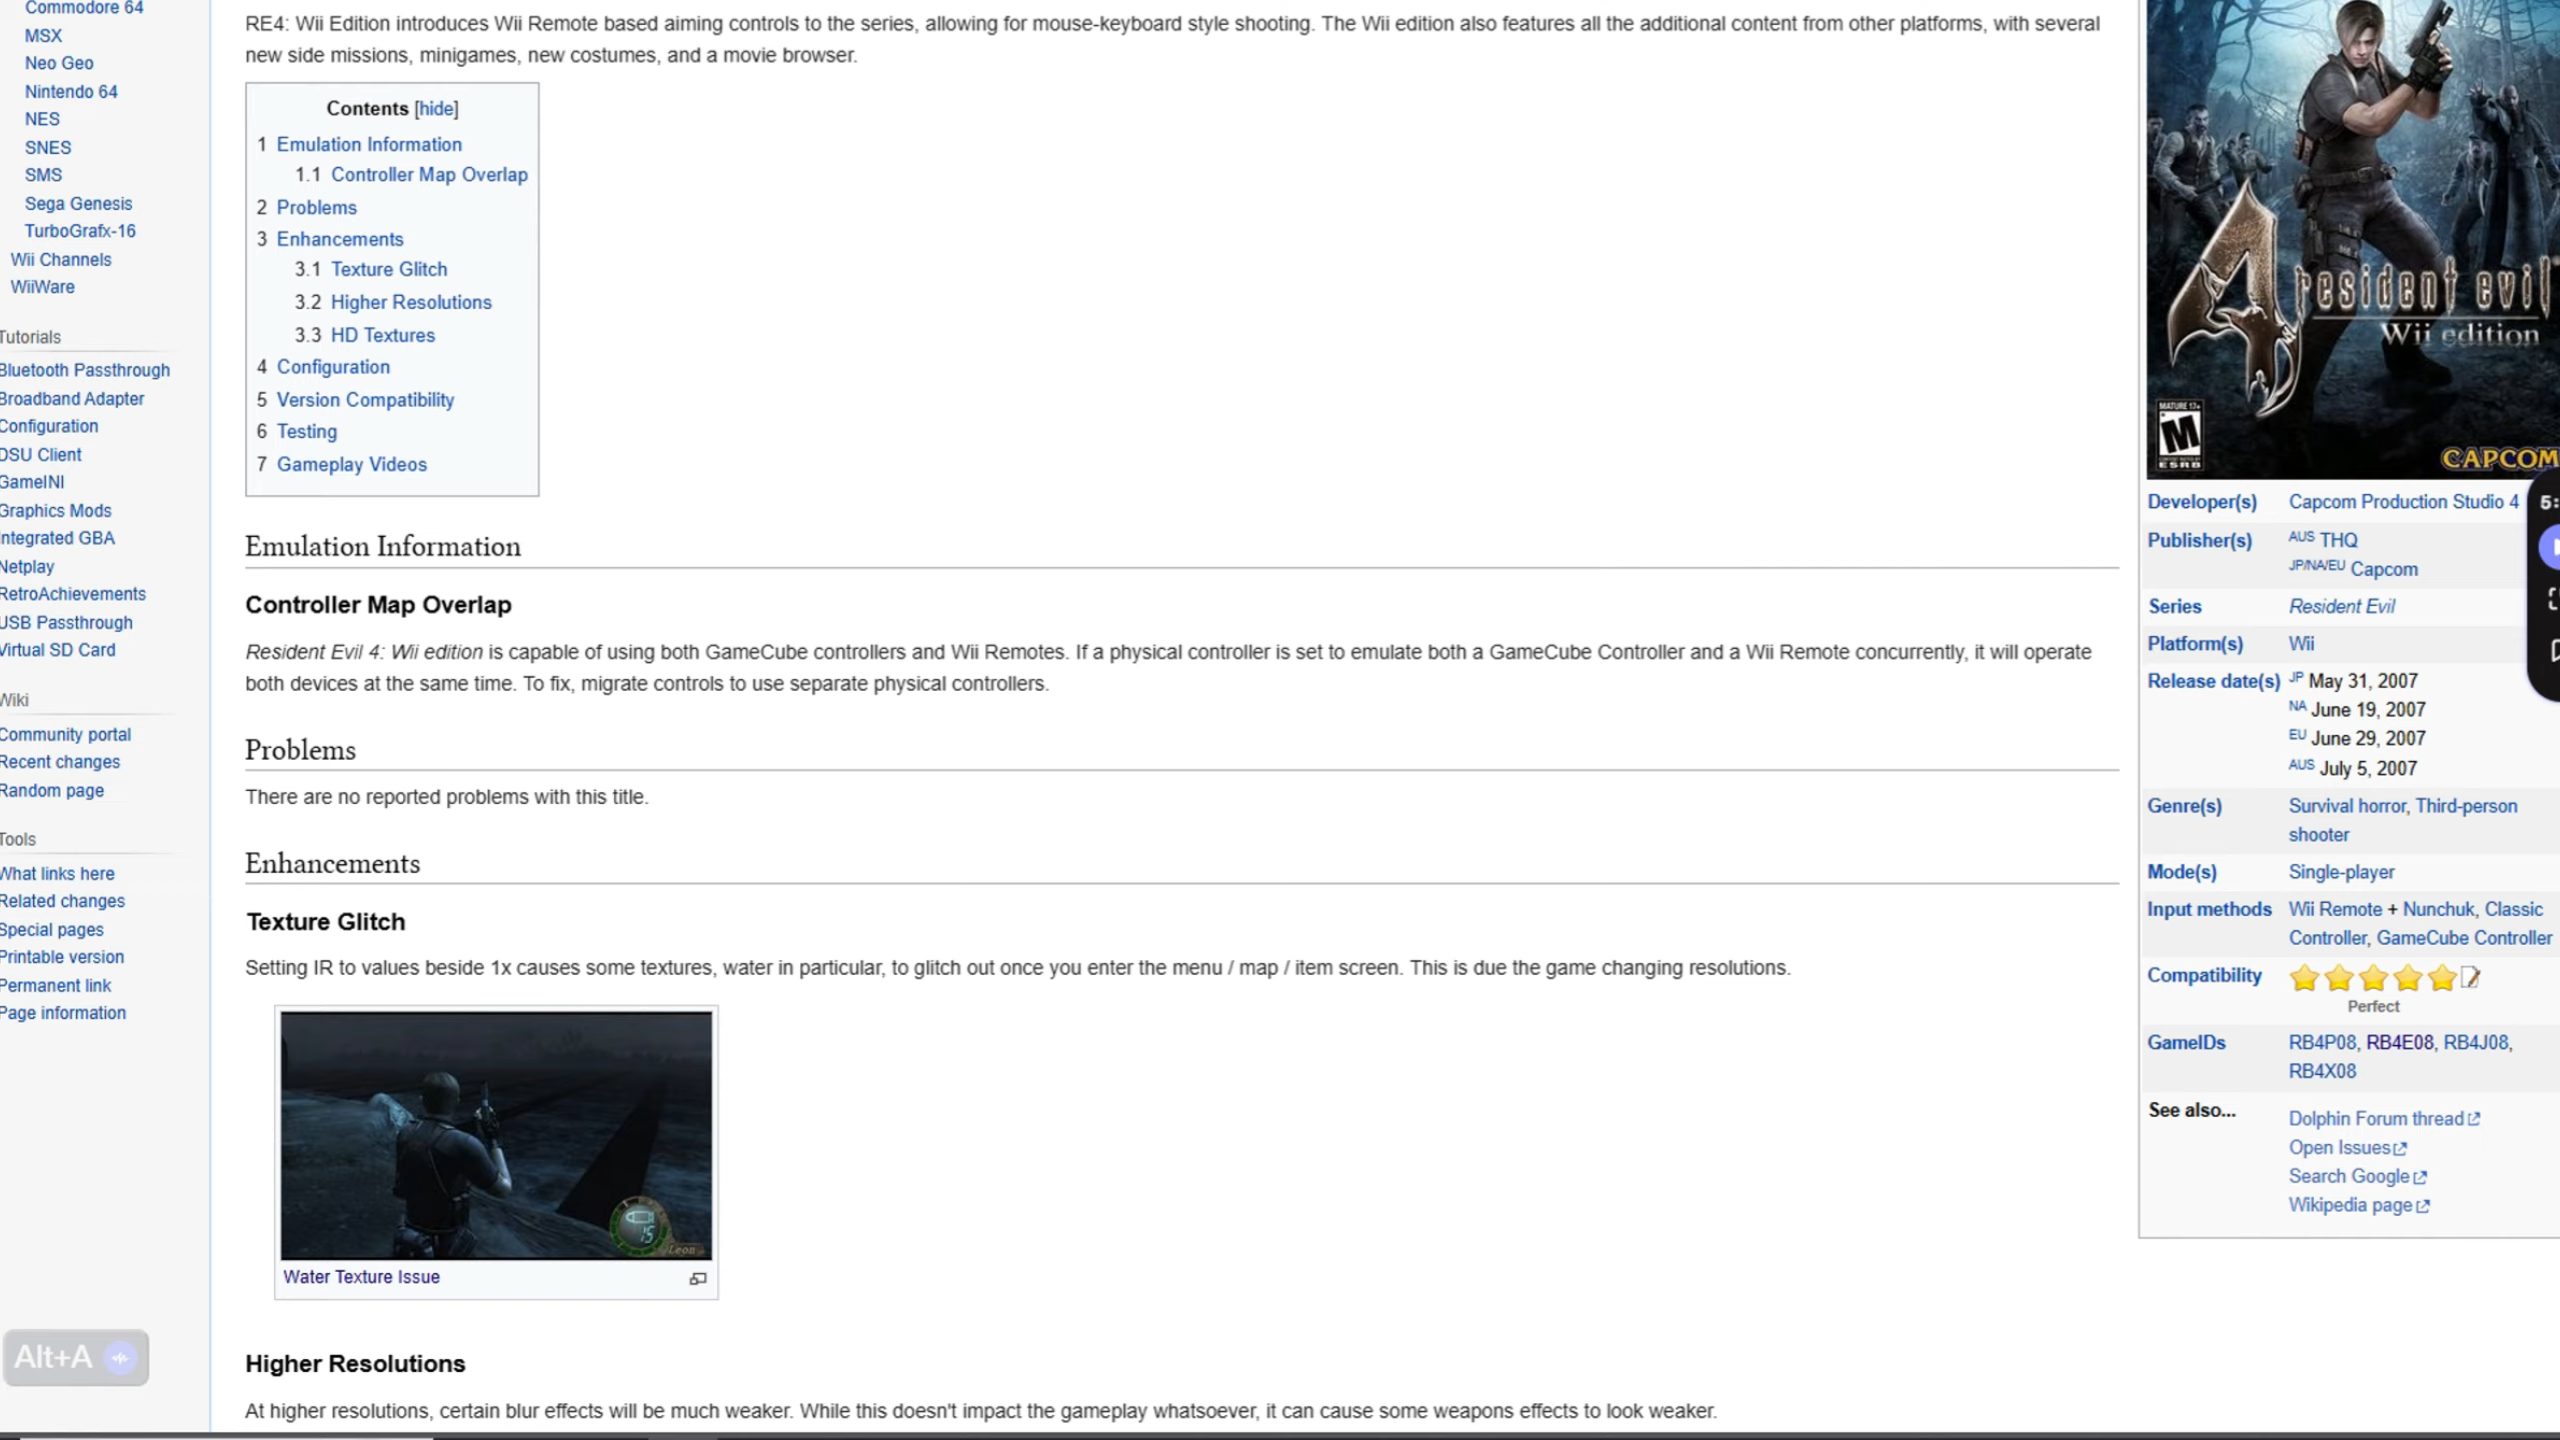 Commodore 64
MSX
Neo Geo
Nintendo 64
NES
SNES
SMS
Sega Genesis
TurboGrafx-16
Wii Channels
WiiWare
Tutorials
Bluetooth Passthrough
Broadband Adapter
Configuration
DSU Client
GameINI
Graphics Mods
Integrated GBA
Netplay
RetroAchievements
USB Passthrough
Virtual SD Card
Wiki
Community portal
Recent changes
Random page
Tools
What links here
Related changes
Special pages
Printable version
Permanent link
Page information
Alt+A
RE4: Wii Edition introduces Wii Remote based aiming controls to the series, allowing for mouse-keyboard style shooting. The Wii edition also features all the additional content from other platforms, with several
new side missions, minigames, new costumes, and a movie browser.
Contents [hide]
1 Emulation Information
1.1 Controller Map Overlap
2 Problems
3 Enhancements
3.1 Texture Glitch
3.2 Higher Resolutions
3.3 HD Textures
4 Configuration
5 Version Compatibility
6 Testing
7 Gameplay Videos
Emulation Information
Controller Map Overlap
Resident Evil 4: Wii edition is capable of using both GameCube controllers and Wii Remotes. If a physical controller is set to emulate both a GameCube Controller and a Wii Remote concurrently, it will operate
both devices at the same time. To fix, migrate controls to use separate physical controllers.
Problems
There are no reported problems with this title.
Enhancements
Texture Glitch
Setting IR to values beside 1x causes some textures, water in particular, to glitch out once you enter the menu / map / item screen. This is due the game changing resolutions.
15
Leon
Water Texture Issue
Higher Resolutions
At higher resolutions, certain blur effects will be much weaker. While this doesn't impact the gameplay whatsoever, it can cause some weapons effects to look weaker.
4 resident evil
Wii edition
MATURE 17+
M
ESRB
CAPCOM
Developer(s) Capcom Production Studio 4
Publisher(s) AUS THQ
JP/NA/EU Capcom
Series Resident Evil
Platform(s) Wii
Release date(s) JP May 31, 2007
NA June 19, 2007
EU June 29, 2007
AUS July 5, 2007
Genre(s) Survival horror, Third-person
shooter
Mode(s) Single-player
Input methods Wii Remote + Nunchuk, Classic
Controller, GameCube Controller
Compatibility
Perfect
GameIDs RB4P08, RB4E08, RB4J08,
RB4X08
See also... Dolphin Forum thread
Open Issues
Search Google
Wikipedia page
5: